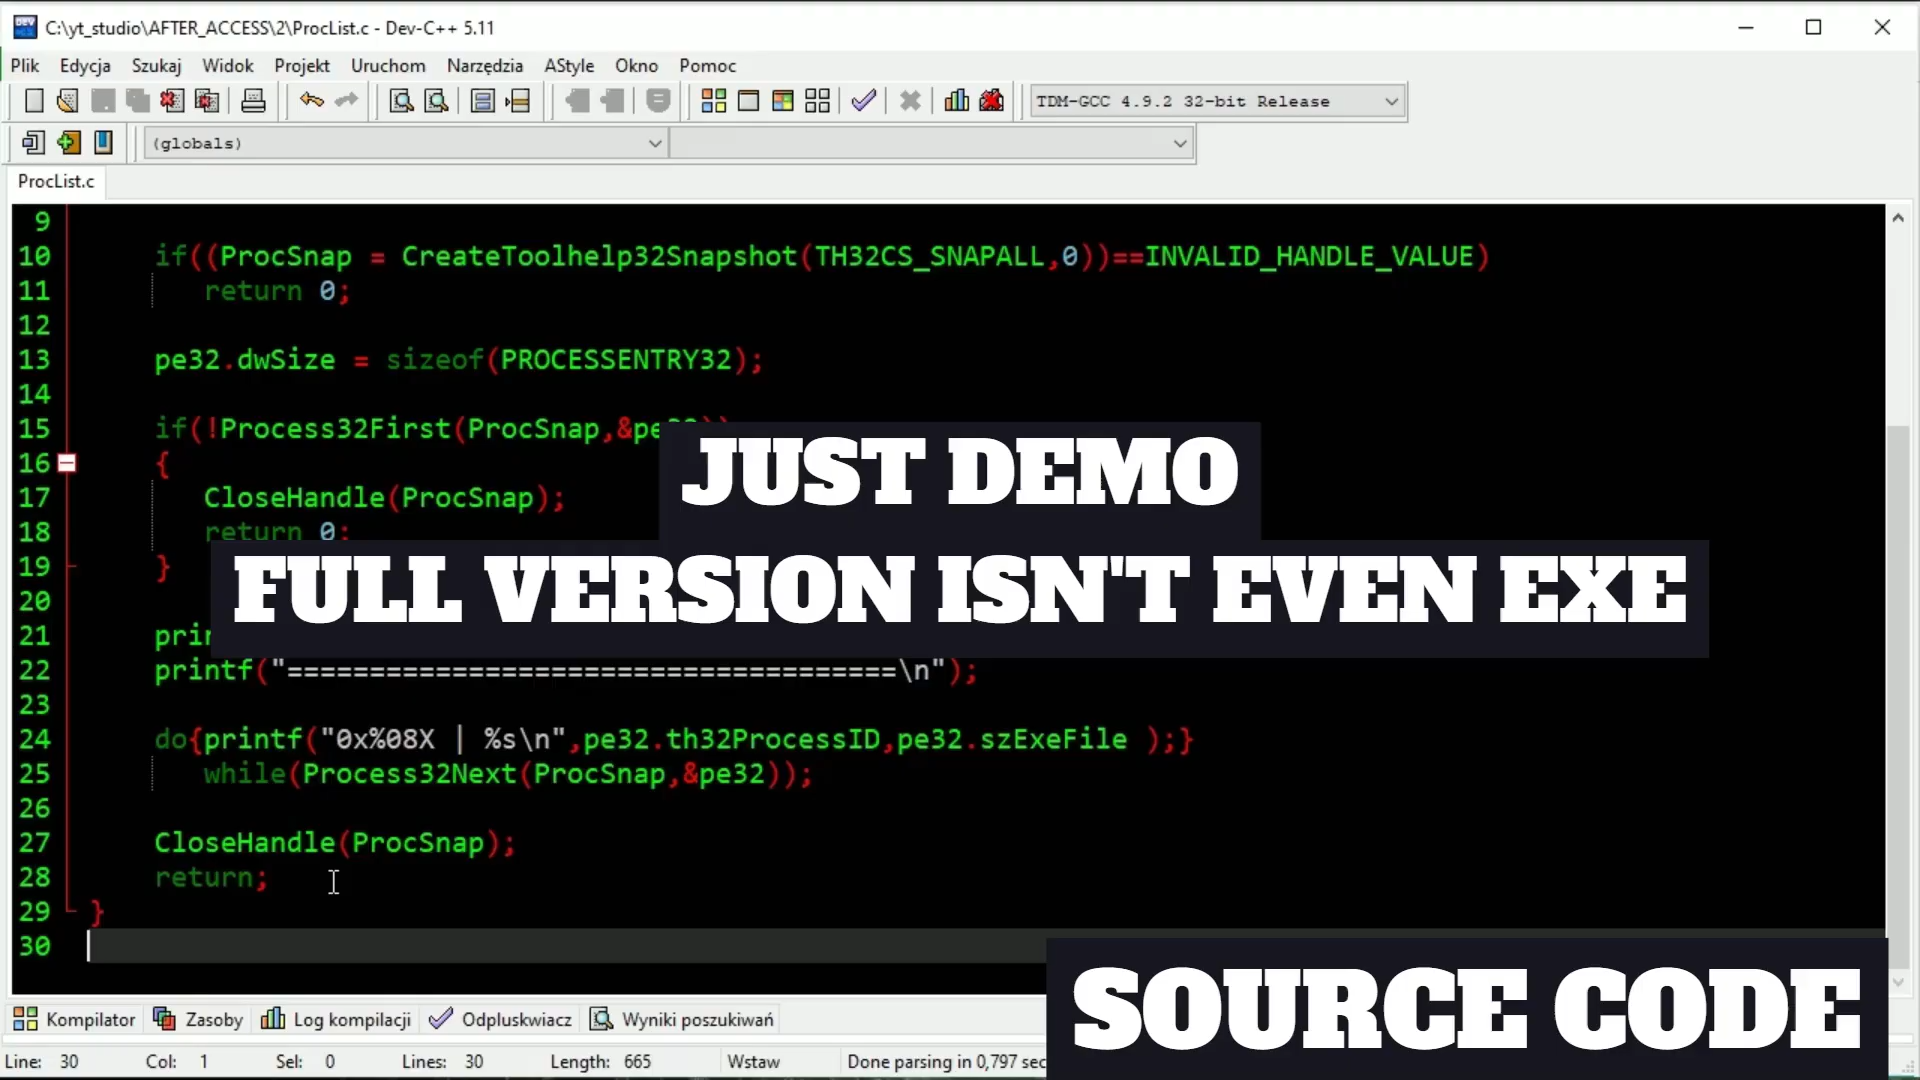 C:\yt_studio\AFTER_ACCESS\2\ProcList.c - Dev-C++ 5.11
Plik Edycja Szukaj Widok Projekt Uruchom Narzędzia AStyle Okno Pomoc
TDM-GCC 4.9.2 32-bit Release
(globals)
ProcList.c
9
10 if((ProcSnap = CreateToolhelp32Snapshot(TH32CS_SNAPALL,0))==INVALID_HANDLE_VALUE)
11 return 0;
12
13 pe32.dwSize = sizeof(PROCESSENTRY32);
14
15 if(!Process32First(ProcSnap,&pe32))
16 {
17 CloseHandle(ProcSnap);
18 return 0;
19 }
20
21 prin
22 printf("=====================================\n");
23
24 do{printf("0x%08X | %s\n",pe32.th32ProcessID,pe32.szExeFile );}
25 while(Process32Next(ProcSnap,&pe32));
26
27 CloseHandle(ProcSnap);
28 return;
29 }
30
JUST DEMO
FULL VERSION ISN'T EVEN EXE
SOURCE CODE
Kompilator Zasoby Log kompilacji Odpluskwiacz Wyniki poszukiwań
Line: 30 Col: 1 Sel: 0 Lines: 30 Length: 665 Wstaw Done parsing in 0,797 sec